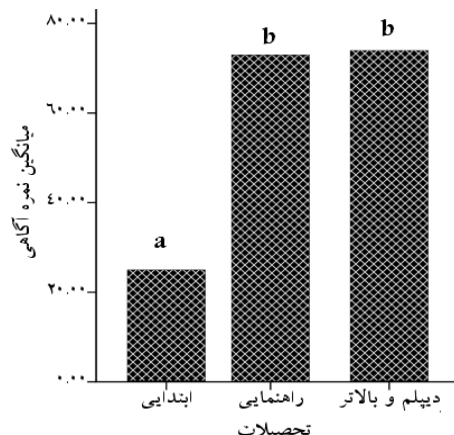 میانگین نمره آگاهی
۸۰.۰۰
۶۰.۰۰
۴۰.۰۰
۲۰.۰۰
۰.۰۰
a
b
b
ابتدایی
راهنمایی
دیپلم و بالاتر
تحصیلات